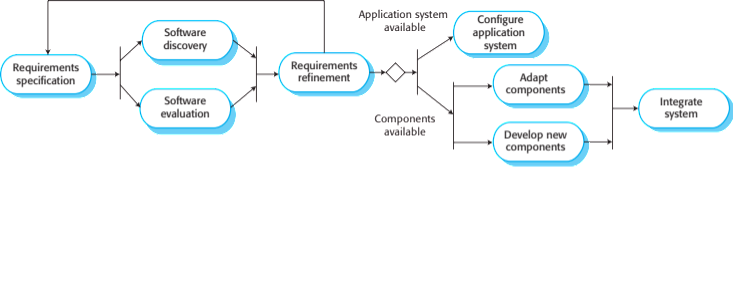 Requirements
specification
Software
discovery
Software
evaluation
Requirements
refinement
Application system
available
Configure
application
system
Components
available
Adapt
components
Develop new
components
Integrate
system